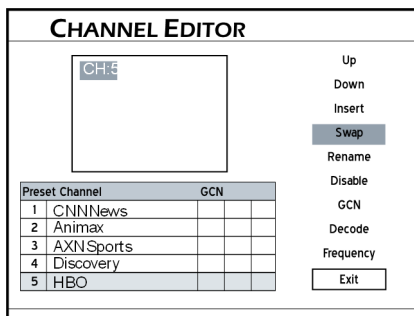 CHANNEL EDITOR
CH:5
Up
Down
Insert
Swap
Rename
Disable
GCN
Decode
Frequency
Exit
Preset Channel GCN
1 CNNNews
2 Animax
3 AXNSports
4 Discovery
5 HBO